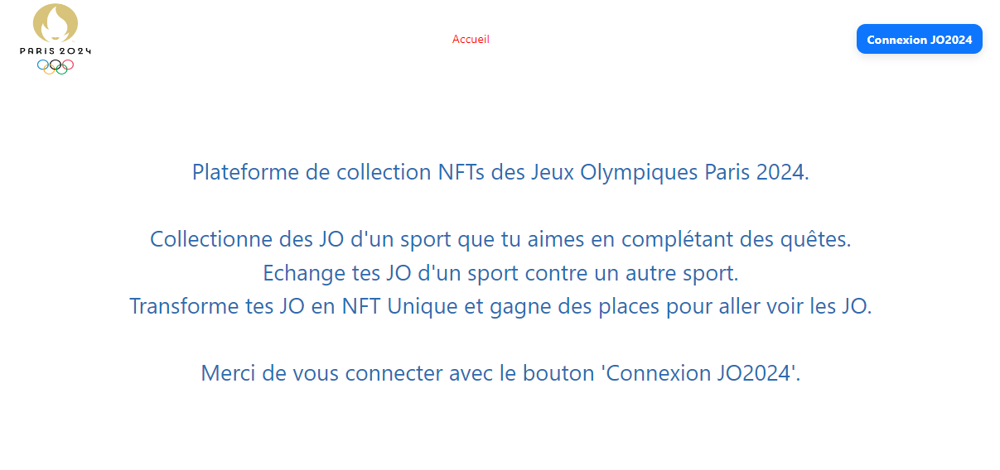 PARIS 2024
Accueil
Connexion JO2024
Plateforme de collection NFTs des Jeux Olympiques Paris 2024.
Collectionne des JO d'un sport que tu aimes en complétant des quêtes.
Echange tes JO d'un sport contre un autre sport.
Transforme tes JO en NFT Unique et gagne des places pour aller voir les JO.
Merci de vous connecter avec le bouton 'Connexion JO2024'.